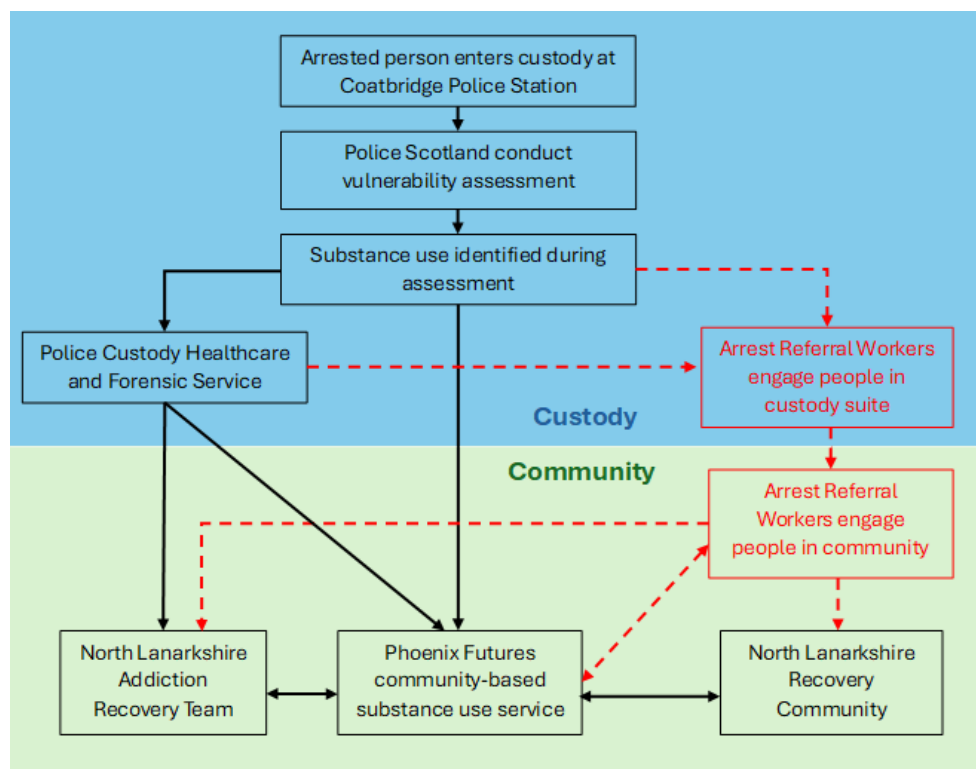 Arrested person enters custody at
Coatbridge Police Station
Police Scotland conduct
vulnerability assessment
Substance use identified during
assessment
Police Custody Healthcare
and Forensic Service
Arrest Referral Workers
engage people in
custody suite
Custody
Community
Arrest Referral
Workers engage
people in community
North Lanarkshire
Addiction
Recovery Team
Phoenix Futures
community-based
substance use service
North Lanarkshire
Recovery
Community